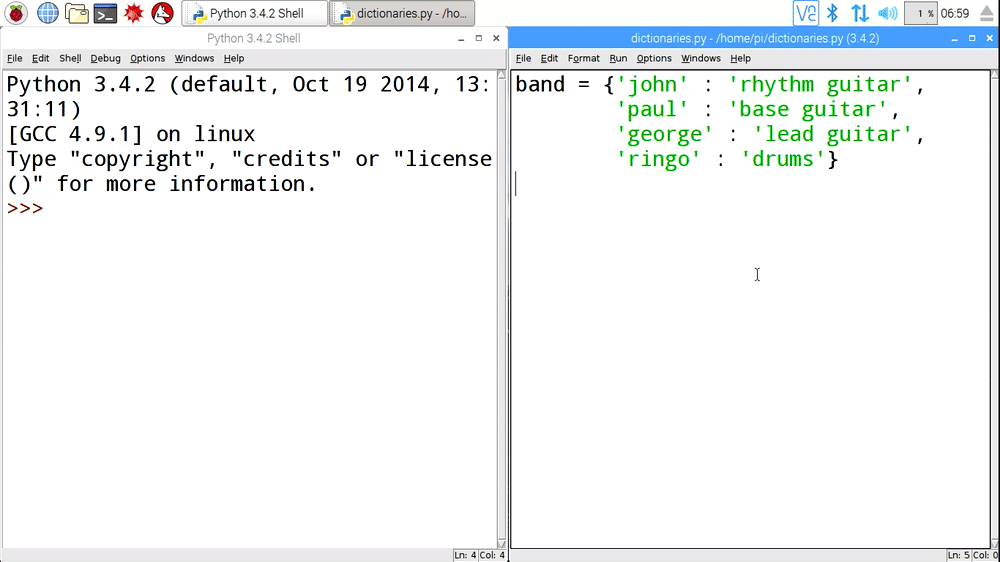 Python 3.4.2 Shell
dictionaries.py - /ho...
V2
1 %
06:59
Python 3.4.2 Shell
File Edit Shell Debug Options Windows Help
Python 3.4.2 (default, Oct 19 2014, 13:
31:11)
[GCC 4.9.1] on linux
Type "copyright", "credits" or "license
()" for more information.
>>>
Ln: 4 Col: 4
dictionaries.py - /home/pi/dictionaries.py (3.4.2)
File Edit Format Run Options Windows Help
band = {'john' : 'rhythm guitar',
'paul' : 'base guitar',
'george' : 'lead guitar',
'ringo' : 'drums'}
Ln: 5 Col: 0